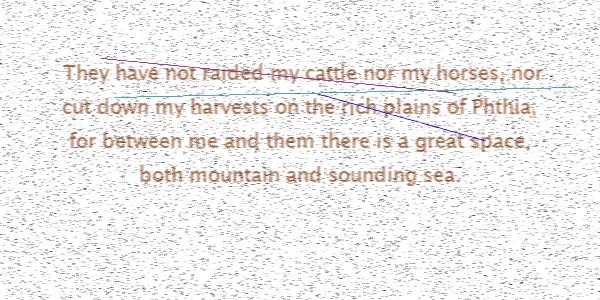 They have not raided my cattle nor my horses, nor
cut down my harvests on the rich plains of Phthia,
for between me and them there is a great space,
both mountain and sounding sea.